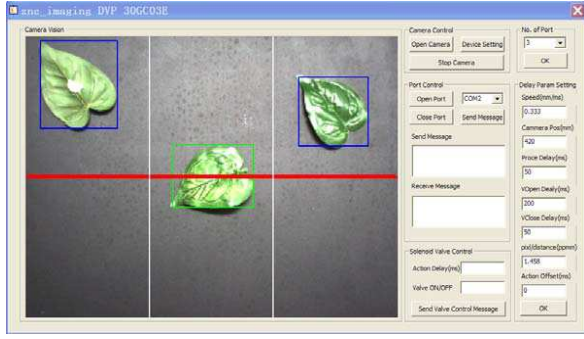 znc_imaging DVP 30GC03E
Camera Vision
Camera Control
Open Camera
Device Setting
Stop Camera
No. of Port
3
OK
Port Control
Open Port
COM2
Close Port
Send Message
Send Message
Receive Message
Solenoid Valve Control
Action Delay(ms)
Valve ON/OFF
Send Valve Control Message
Delay Param Setting
Speed(mm/ms)
0.333
Cammera Pos(mm)
420
Proce Delay(ms)
50
VOpen Dealy(ms)
200
VClose Delay(ms)
50
pixl/distance(ppmm)
1.458
Action Offset(ms)
0
OK